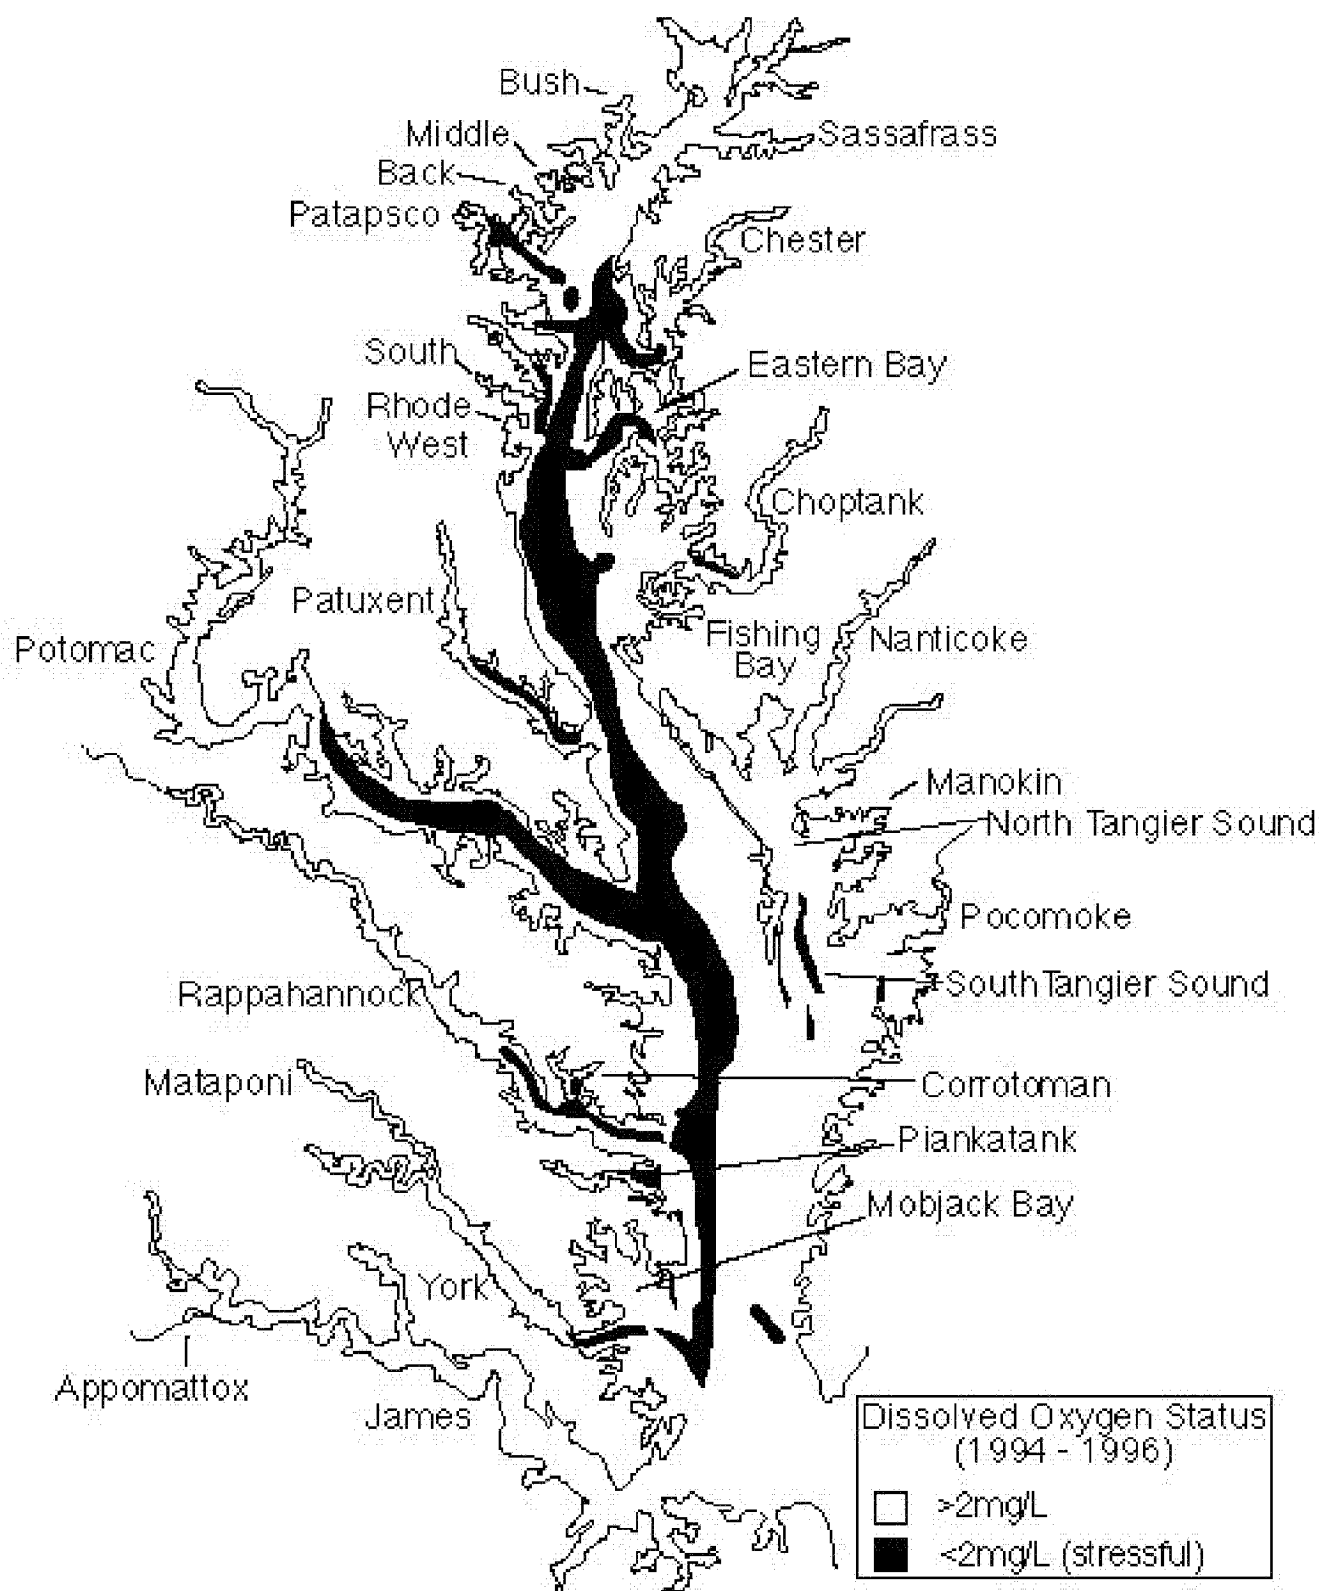 Bush
Middle
Sassafrass
Back
Patapsco
Chester
South
Eastern Bay
Rhode
West
Choptank
Patuxent
Fishing
Bay
Nanticoke
Potomac
Manokin
North Tangier Sound
Pocomoke
South Tangier Sound
Rappahannock
Mataponi
Corrotoman
Piankatank
Mobjack Bay
York
Appomattox
James
Dissolved Oxygen Status
(1994 - 1996)
>2mg/L
<2mg/L (stressful)